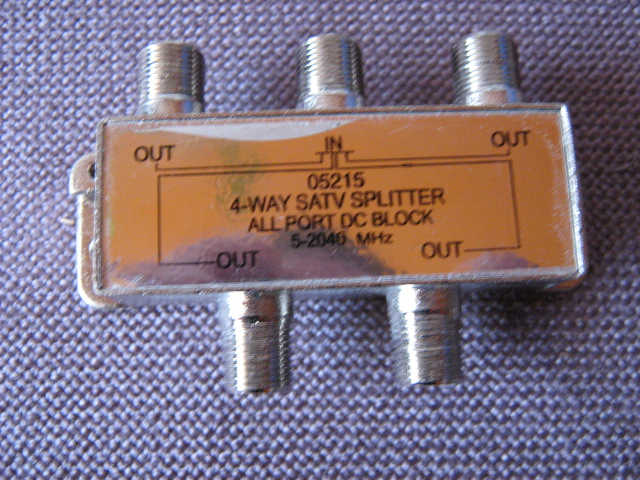 IN
OUT
OUT
05215
4-WAY SATV SPLITTER
ALL PORT DC BLOCK
5-2040 MHz
OUT
OUT